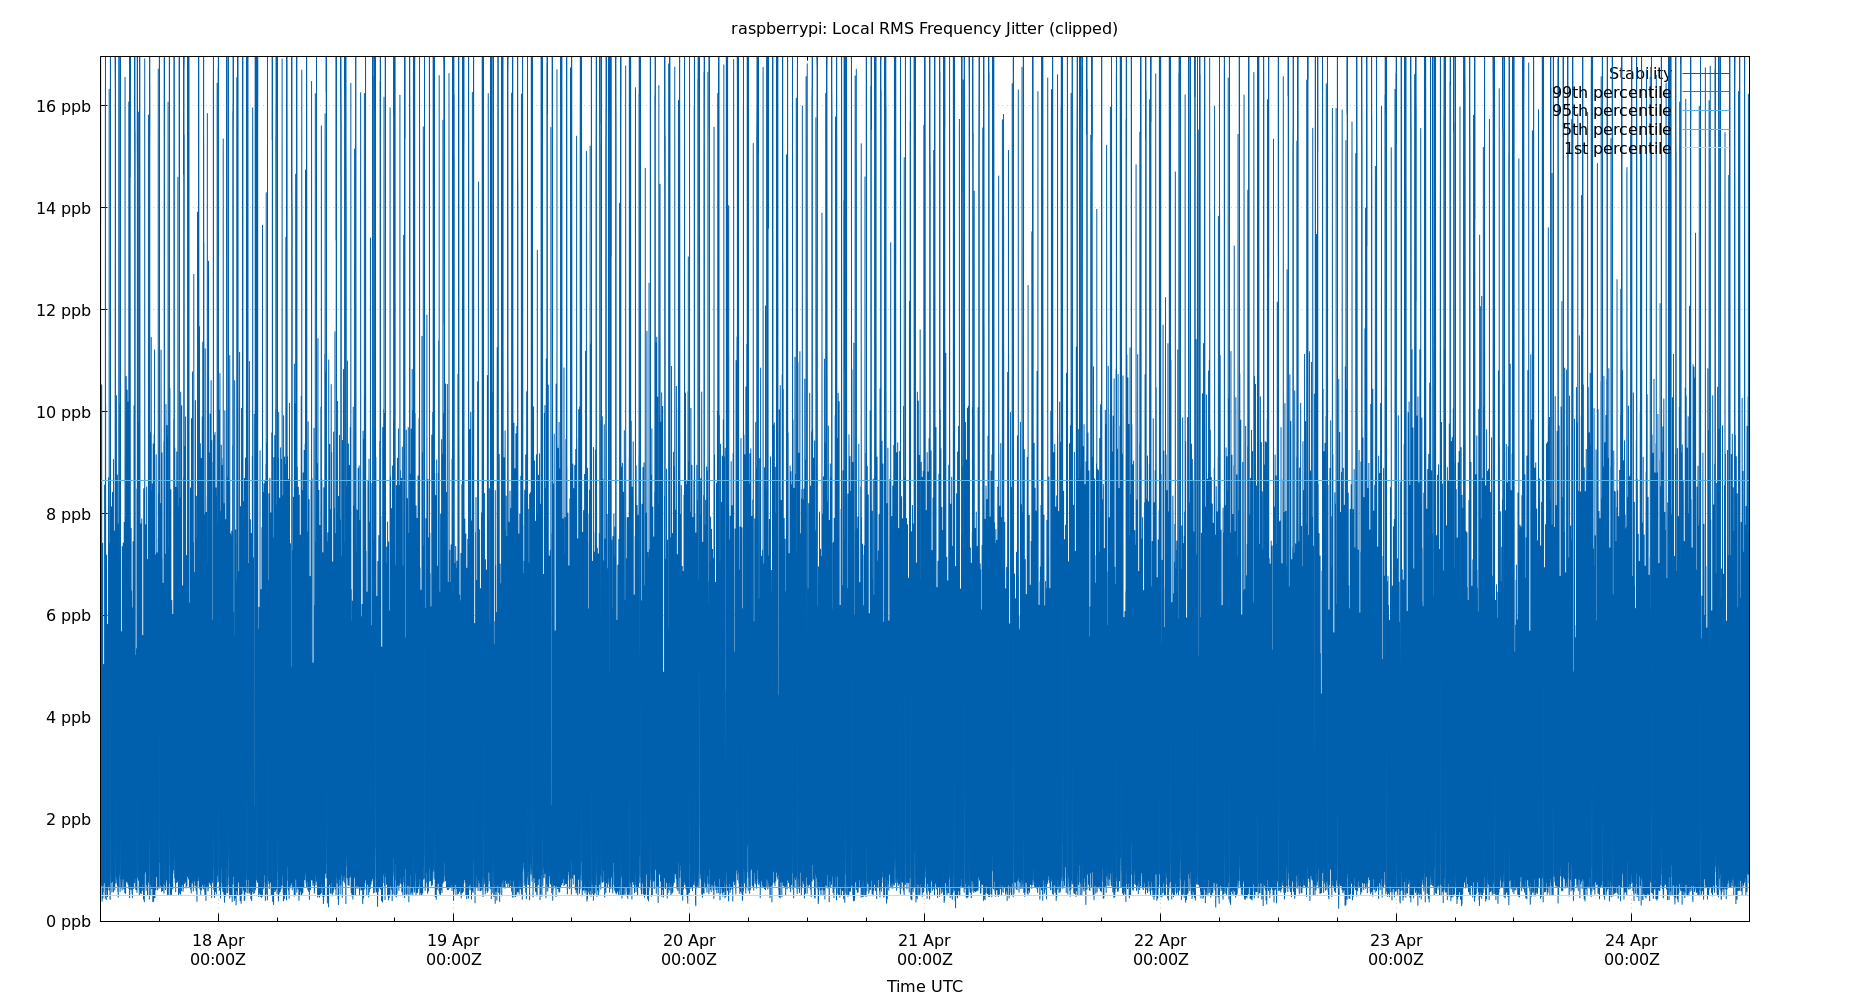 raspberrypi: Local RMS Frequency Jitter (clipped)
Stability
99th percentile
95th percentile
5th percentile
1st percentile
16 ppb
14 ppb
12 ppb
10 ppb
8 ppb
6 ppb
4 ppb
2 ppb
0 ppb
18 Apr 19 Apr 20 Apr 21 Apr 22 Apr 23 Apr 24 Apr
00:00Z 00:00Z 00:00Z 00:00Z 00:00Z 00:00Z 00:00Z
Time UTC